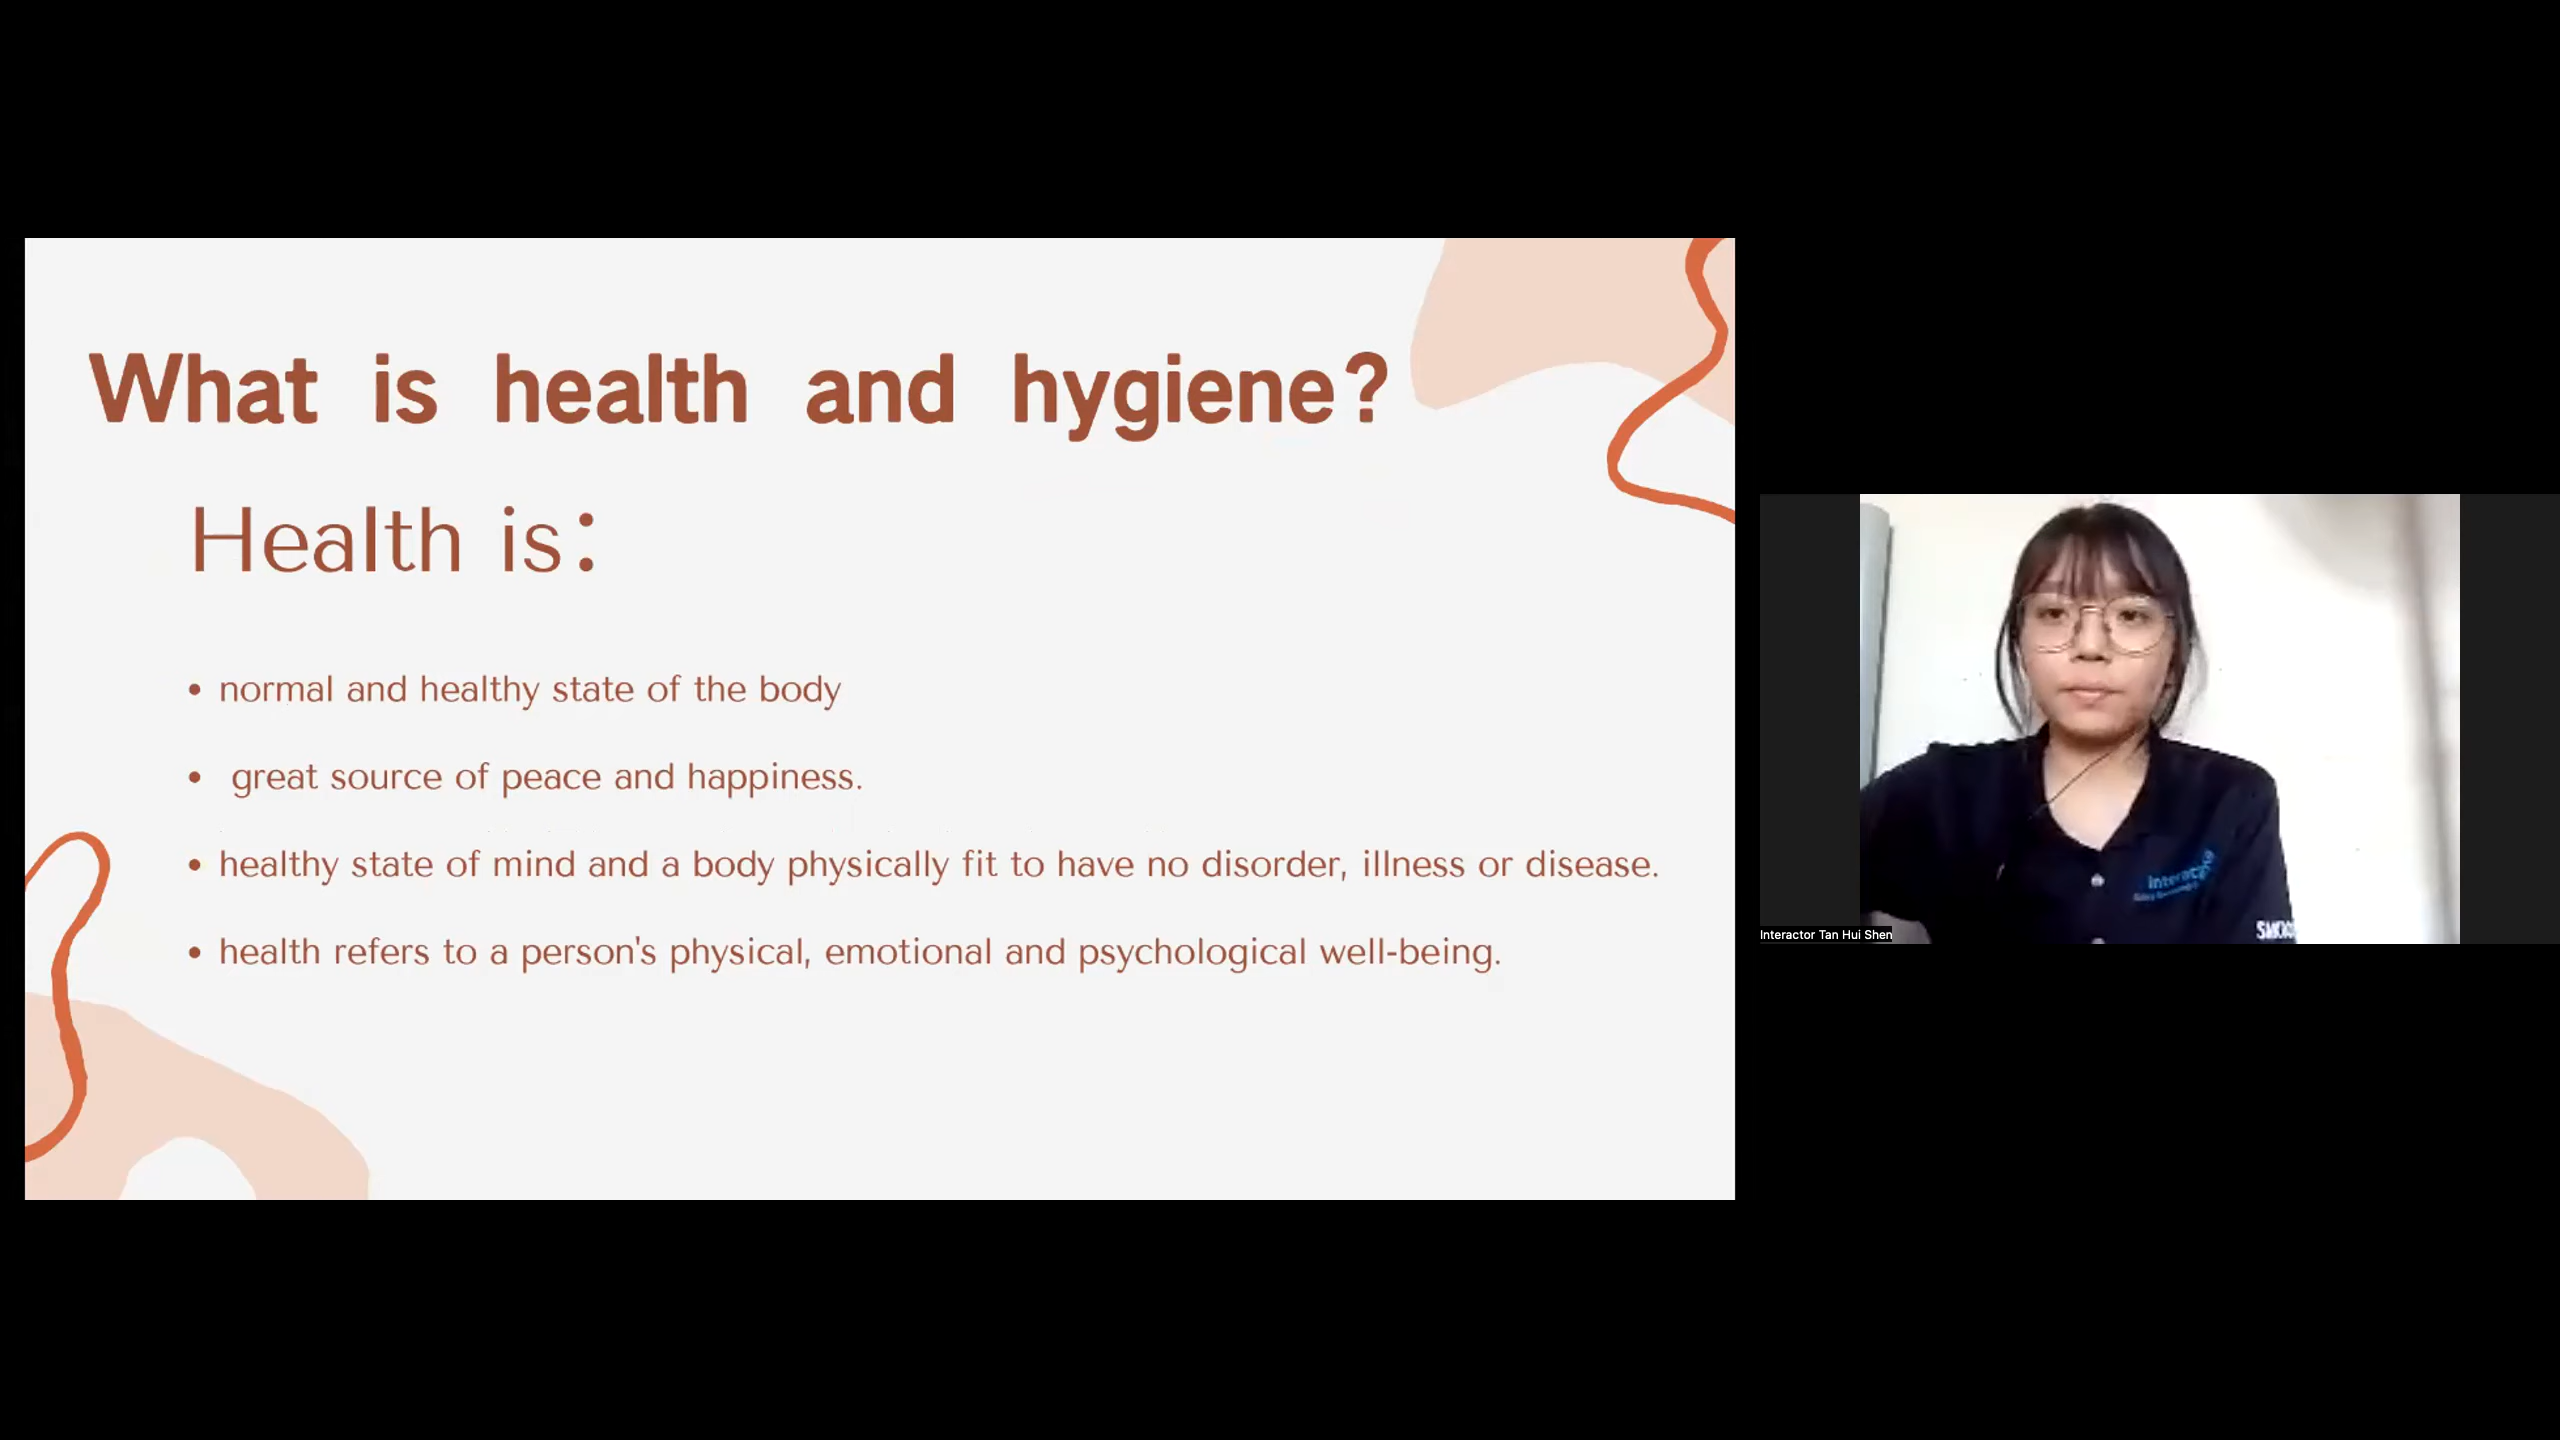 What is health and hygiene?
Health is:
• normal and healthy state of the body
• great source of peace and happiness.
• healthy state of mind and a body physically fit to have no disorder, illness or disease.
• health refers to a person's physical, emotional and psychological well-being.
Interactor Tan Hui Shen